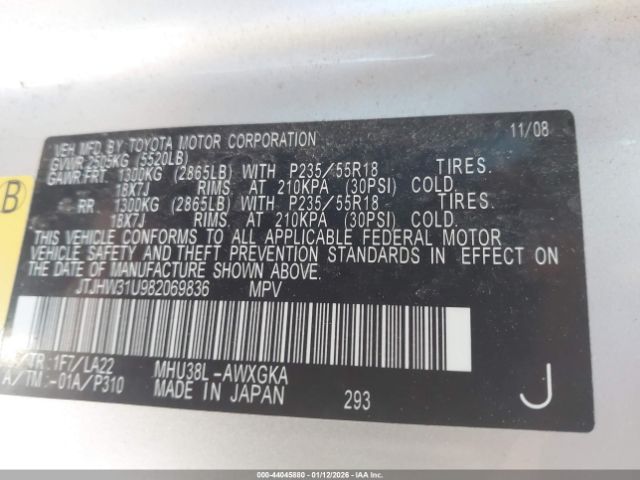 VEH MFD BY TOYOTA MOTOR CORPORATION 11/08
GVWR 2505KG (5520LB)
GAWR:FRT 1300KG (2865LB) WITH P235/55R18 TIRES.
18X7J RIMS AT 210KPA (30PSI) COLD.
RR 1300KG (2865LB) WITH P235/55R18 TIRES.
18X7J RIMS AT 210KPA (30PSI) COLD.
THIS VEHICLE CONFORMS TO ALL APPLICABLE FEDERAL MOTOR
VEHICLE SAFETY AND THEFT PREVENTION STANDARDS IN EFFECT ON
THE DATE OF MANUFACTURE SHOWN ABOVE.
JTJHW31U982069836 MPV
B
/TR 1F7/LA22 MHU38L-AWXGKA
A/TM -01A/P310 MADE IN JAPAN 293 J
000-44045880 - 01/12/2026 - IAA Inc.